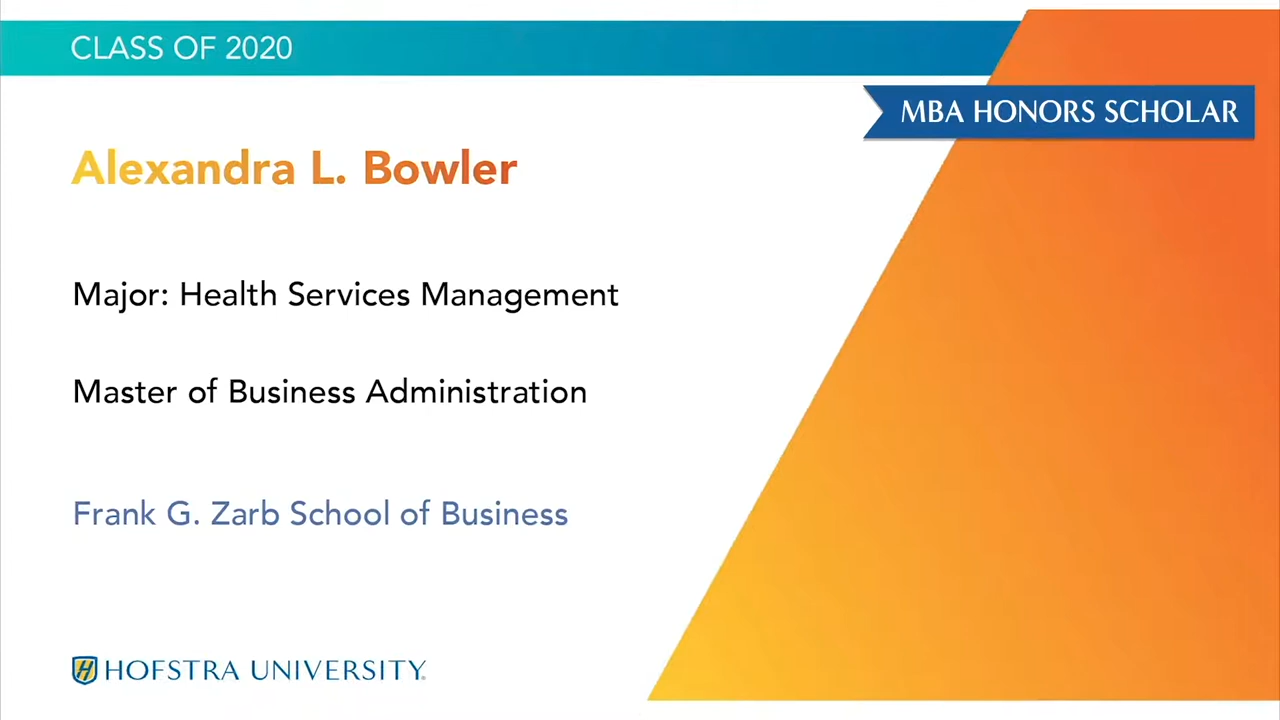 CLASS OF 2020
MBA HONORS SCHOLAR
Alexandra L. Bowler
Major: Health Services Management
Master of Business Administration
Frank G. Zarb School of Business
H HOFSTRA UNIVERSITY®